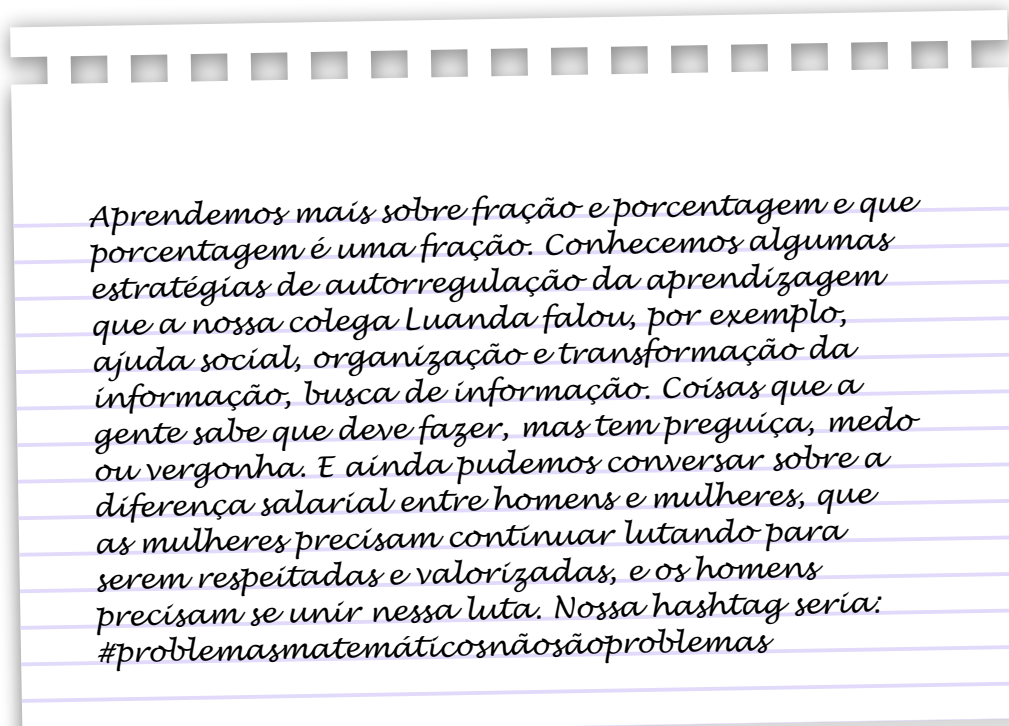 Aprendemos mais sobre fração e porcentagem e que
porcentagem é uma fração. Conhecemos algumas
estratégias de autorregulação da aprendizagem
que a nossa colega Luanda falou, por exemplo,
ajuda social, organização e transformação da
informação, busca de informação. Coisas que a
gente sabe que deve fazer, mas tem preguiça, medo
ou vergonha. E ainda pudemos conversar sobre a
diferença salarial entre homens e mulheres, que
as mulheres precisam continuar lutando para
serem respeitadas e valorizadas, e os homens
precisam se unir nessa luta. Nossa hashtag seria:
#problemasmatemáticosnãosãoproblemas